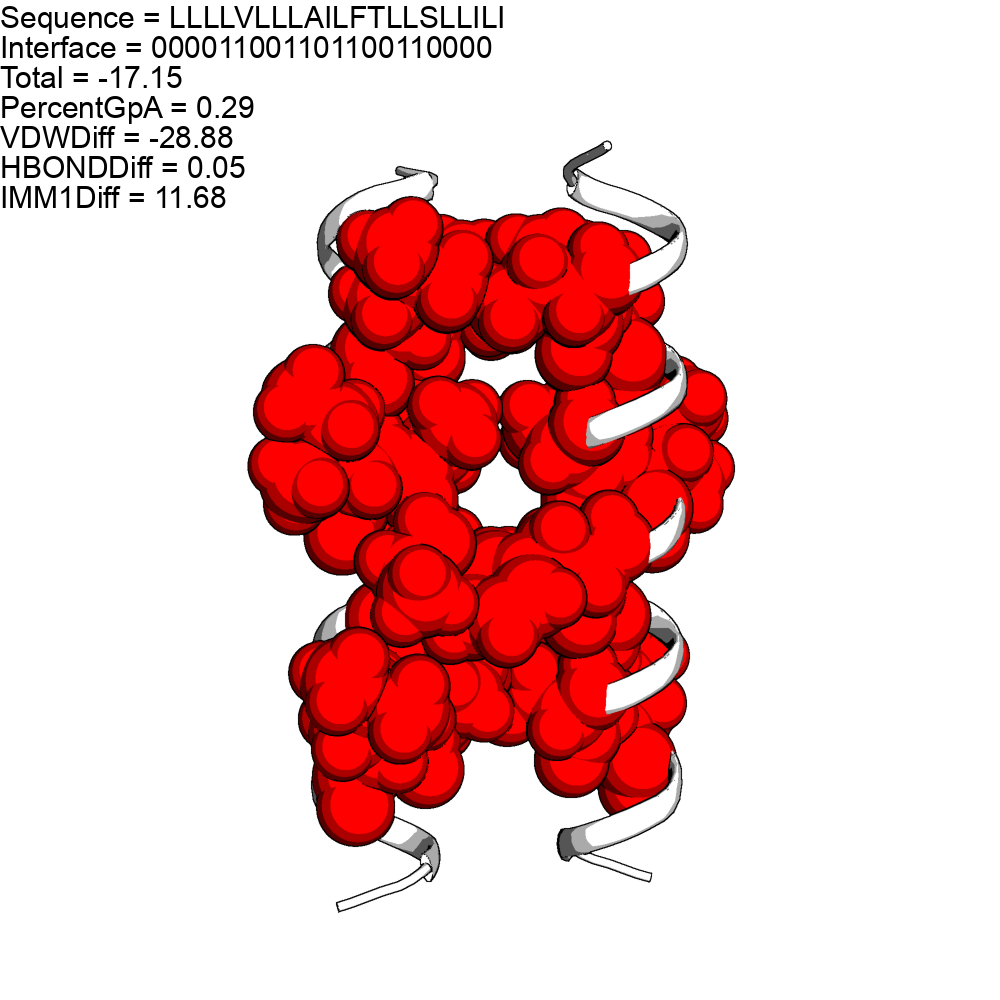 Sequence = LLLLVLLLAILFTLLSLLILI
Interface = 000011001101100110000
Total = -17.15
PercentGpA = 0.29
VDWDiff = -28.88
HBONDDiff = 0.05
IMM1Diff = 11.68